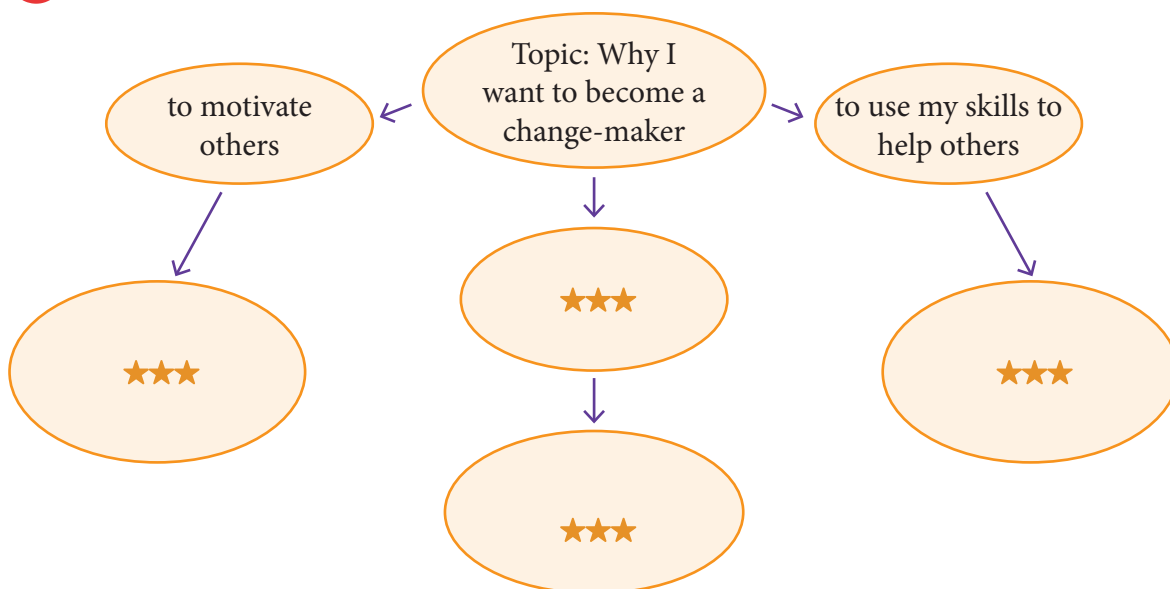 Topic: Why I
want to become a
change-maker
to motivate
others
to use my skills to
help others